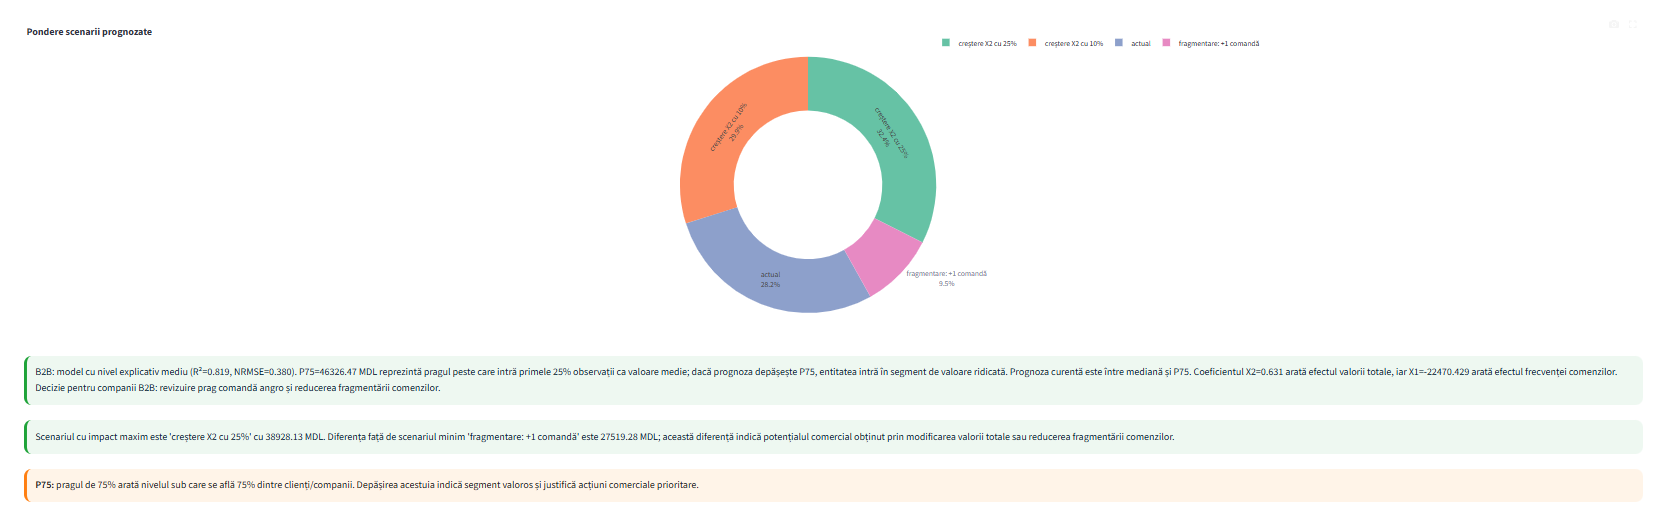 Pondere scenarii prognozate
creștere X2 cu 25%
creștere X2 cu 10%
actual
fragmentare: +1 comandă
creștere X2 cu 10%
29.9%
creștere X2 cu 25%
32.4%
actual
28.2%
fragmentare: +1 comandă
9.5%
B2B: model cu nivel explicativ mediu (R²=0.819, NRMSE=0.380). P75=46326.47 MDL reprezintă pragul peste care intră primele 25% observații ca valoare medie; dacă prognoza depășește P75, entitatea intră în segment de valoare ridicată. Prognoza curentă este între mediană și P75. Coeficientul X2=0.631 arată efectul valorii totale, iar X1=-22470.429 arată efectul frecvenței comenzilor.
Decizie pentru companii B2B: revizuire prag comandă angro și reducerea fragmentării comenzilor.
Scenariul cu impact maxim este 'creștere X2 cu 25%' cu 38928.13 MDL. Diferența față de scenariul minim 'fragmentare: +1 comandă' este 27519.28 MDL; această diferență indică potențialul comercial obținut prin modificarea valorii totale sau reducerea fragmentării comenzilor.
P75: pragul de 75% arată nivelul sub care se află 75% dintre clienți/companii. Depășirea acestuia indică segment valoros și justifică acțiuni comerciale prioritare.